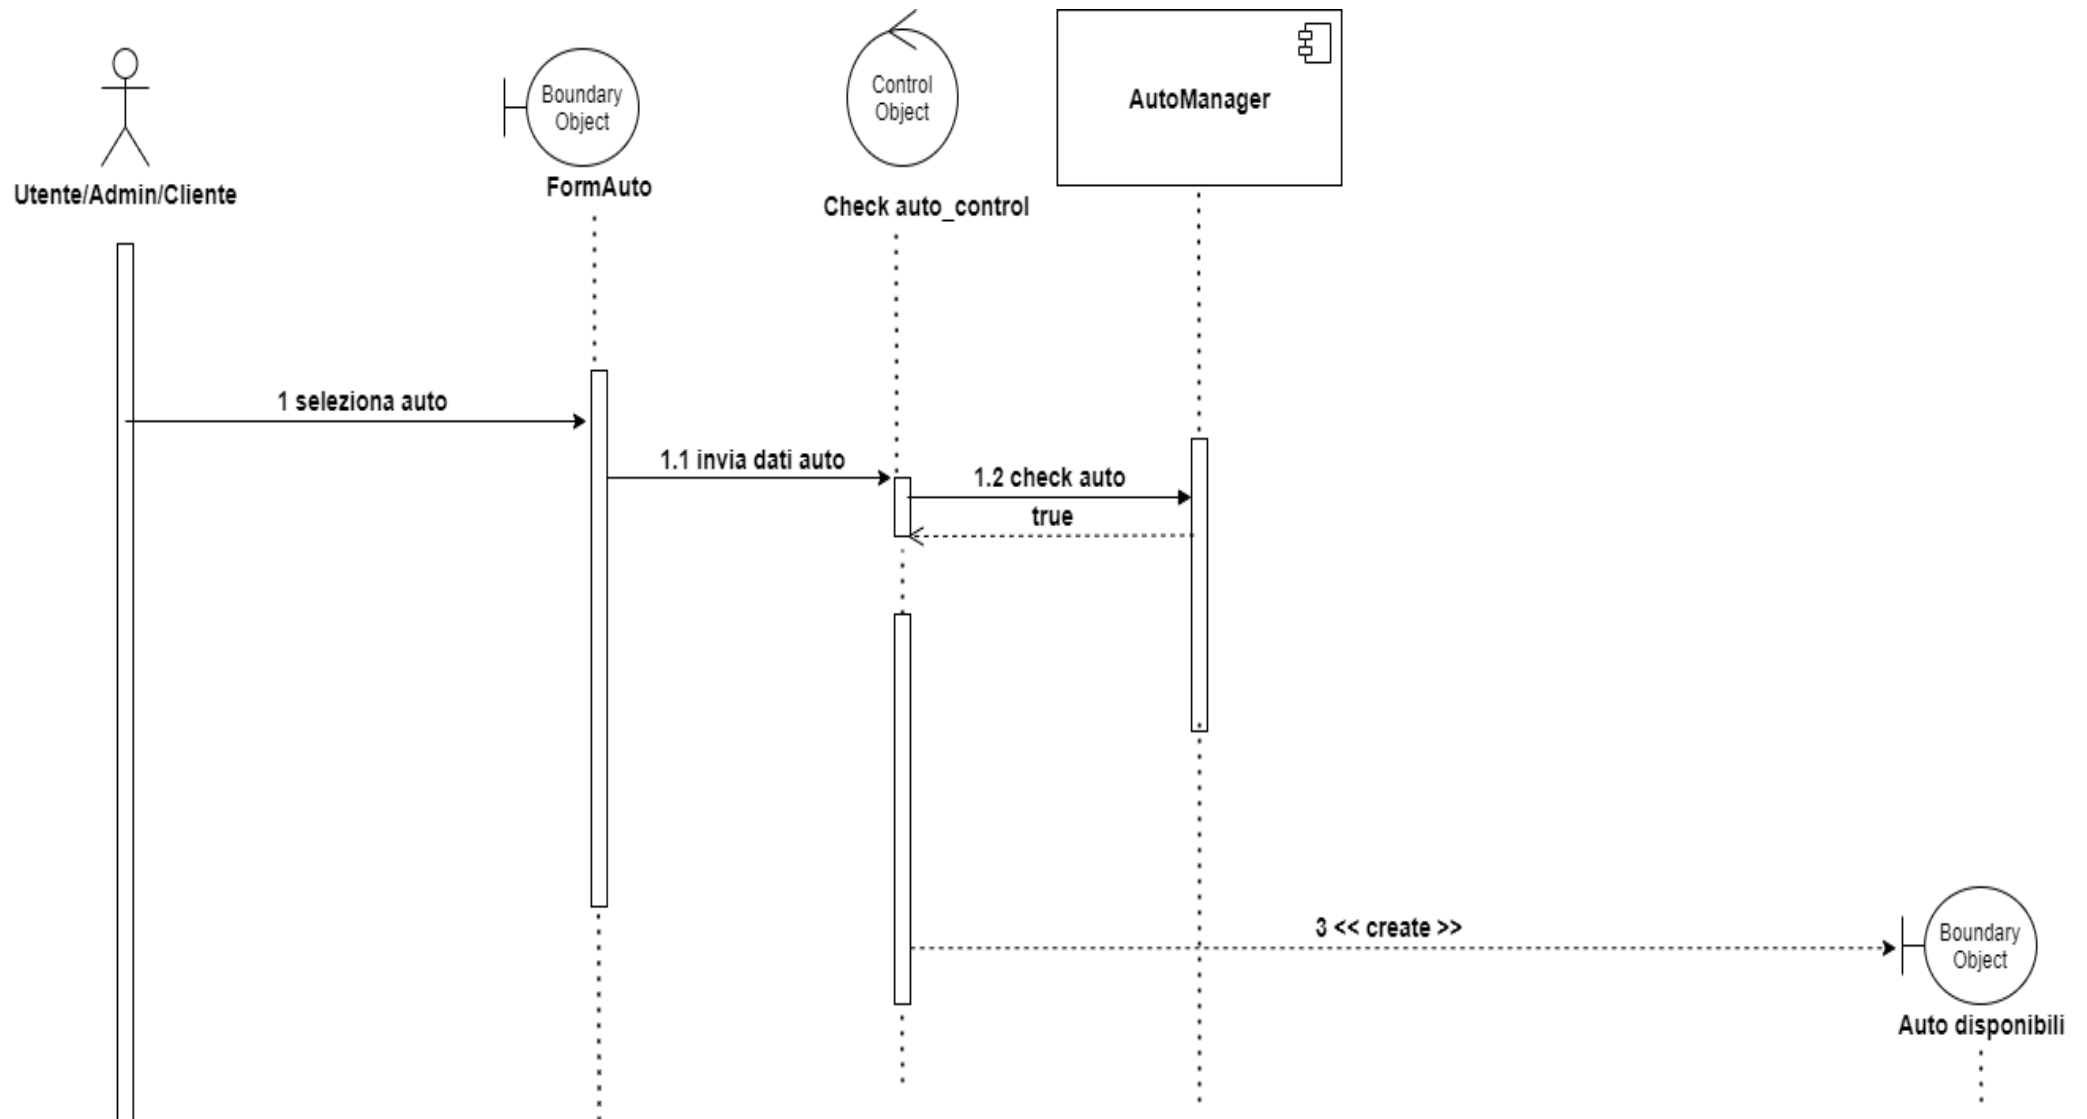 Boundary
Object
FormAuto
Control
Object
Check auto_control
AutoManager
Utente/Admin/Cliente
1 seleziona auto
1.1 invia dati auto
1.2 check auto
true
3 << create >>
Boundary
Object
Auto disponibili